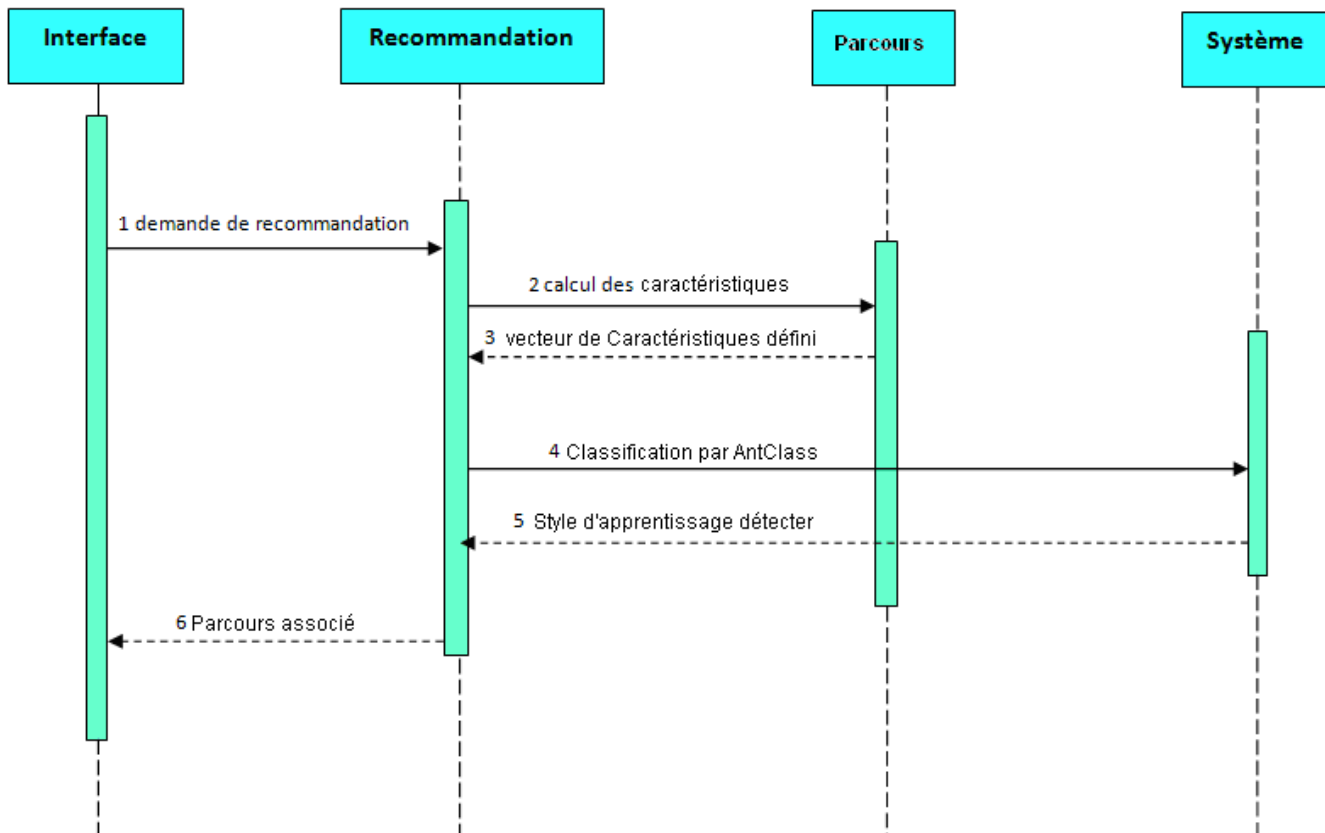 Interface
Recommandation
Parcours
Système
1 demande de recommandation
2 calcul des caractéristiques
3 vecteur de Caractéristiques défini
4 Classification par AntClass
5 Style d'apprentissage détecter
6 Parcours associé